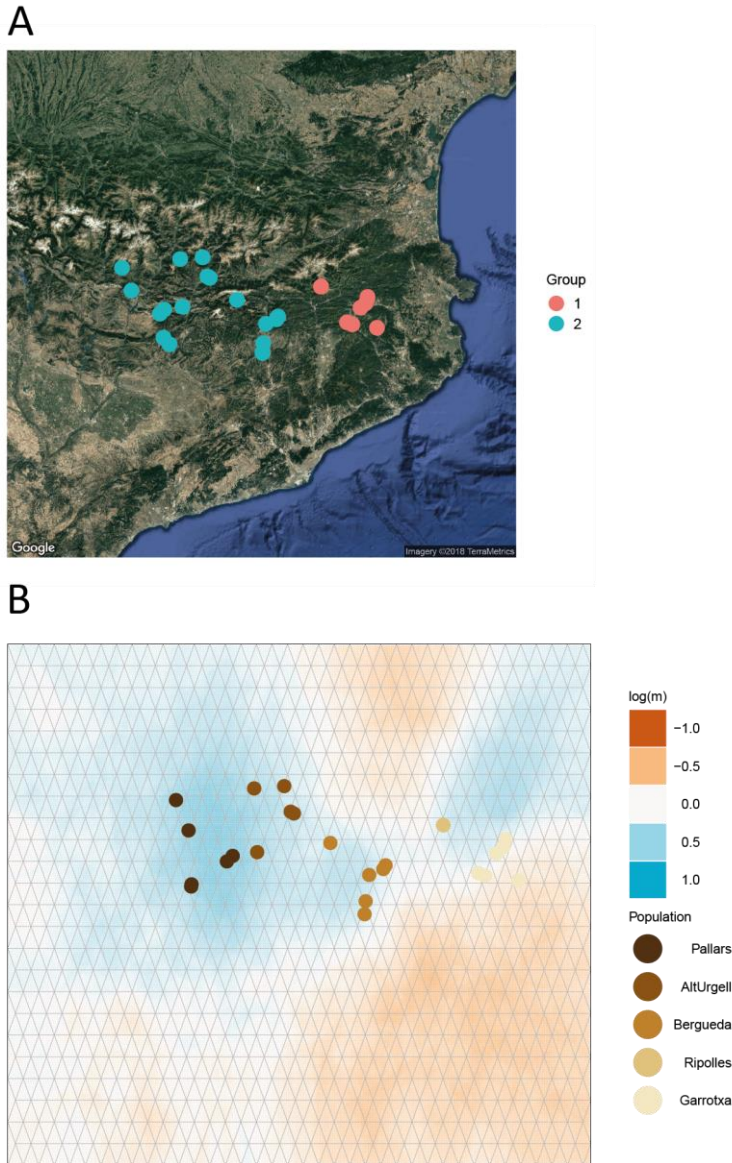 A
Group
1
2
Google
Imagery ©2018 TerraMetrics
B
log(m)
−1.0
−0.5
0.0
0.5
1.0
Population
Pallars
AltUrgell
Bergueda
Ripolles
Garrotxa